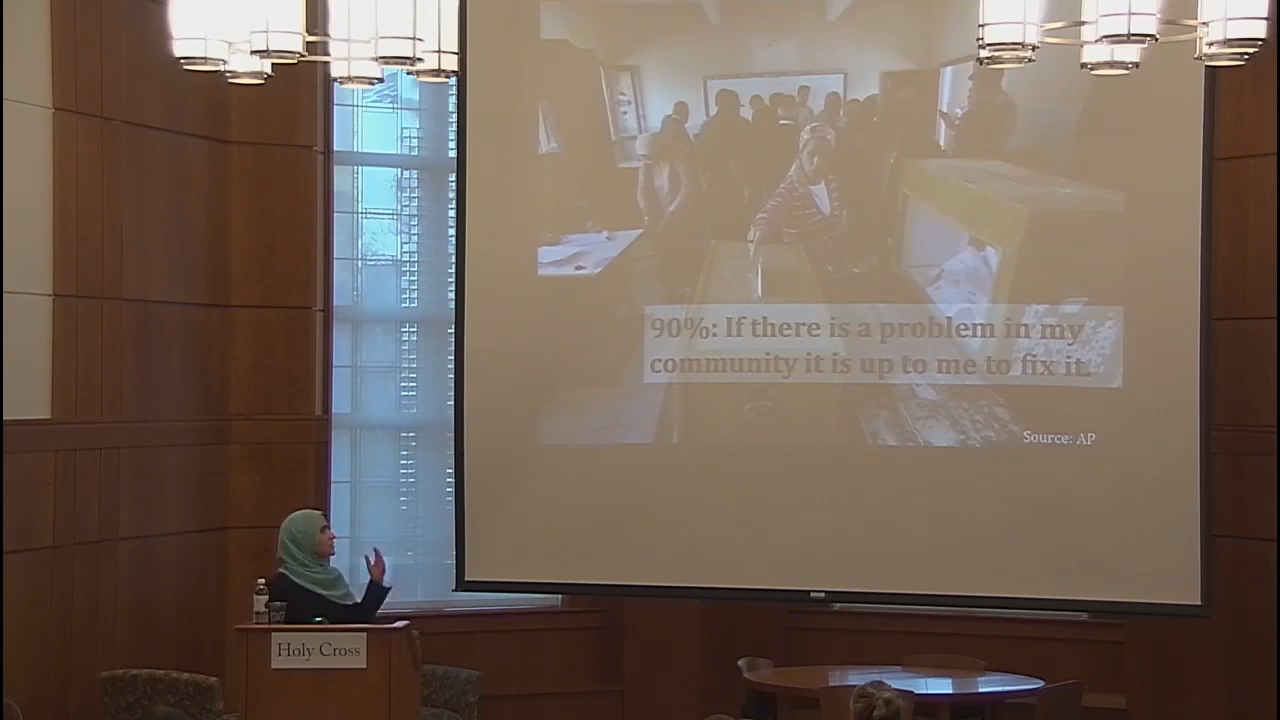 90%: If there is a problem in my
community it is up to me to fix it.
Source: AP
Holy Cross